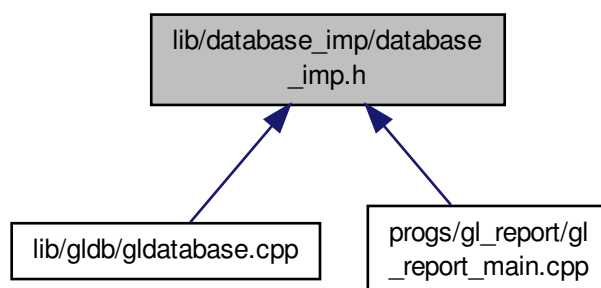 lib/database_imp/database
_imp.h
lib/gldb/gldatabase.cpp
progs/gl_report/gl
_report_main.cpp